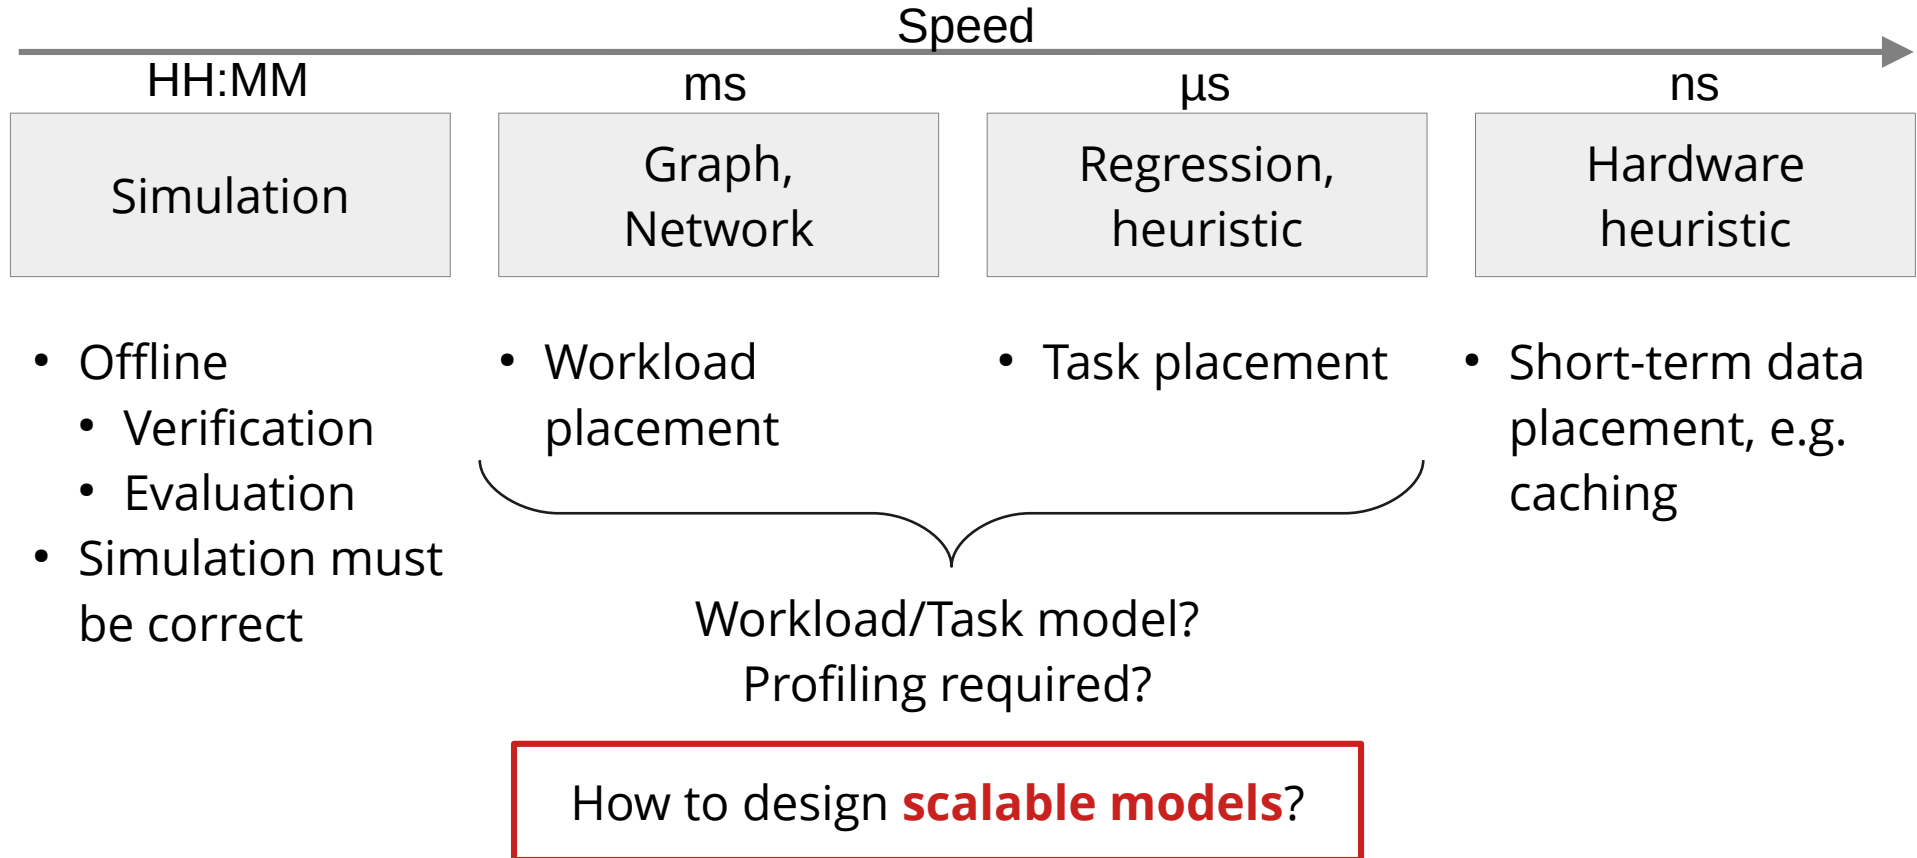 Speed
HH:MM
ms
µs
ns
Simulation
Graph,
Network
Regression,
heuristic
Hardware
heuristic
• Offline
• Verification
• Evaluation
• Simulation must
be correct
• Workload
placement
• Task placement
• Short-term data
placement, e.g.
caching
Workload/Task model?
Profiling required?
How to design scalable models?